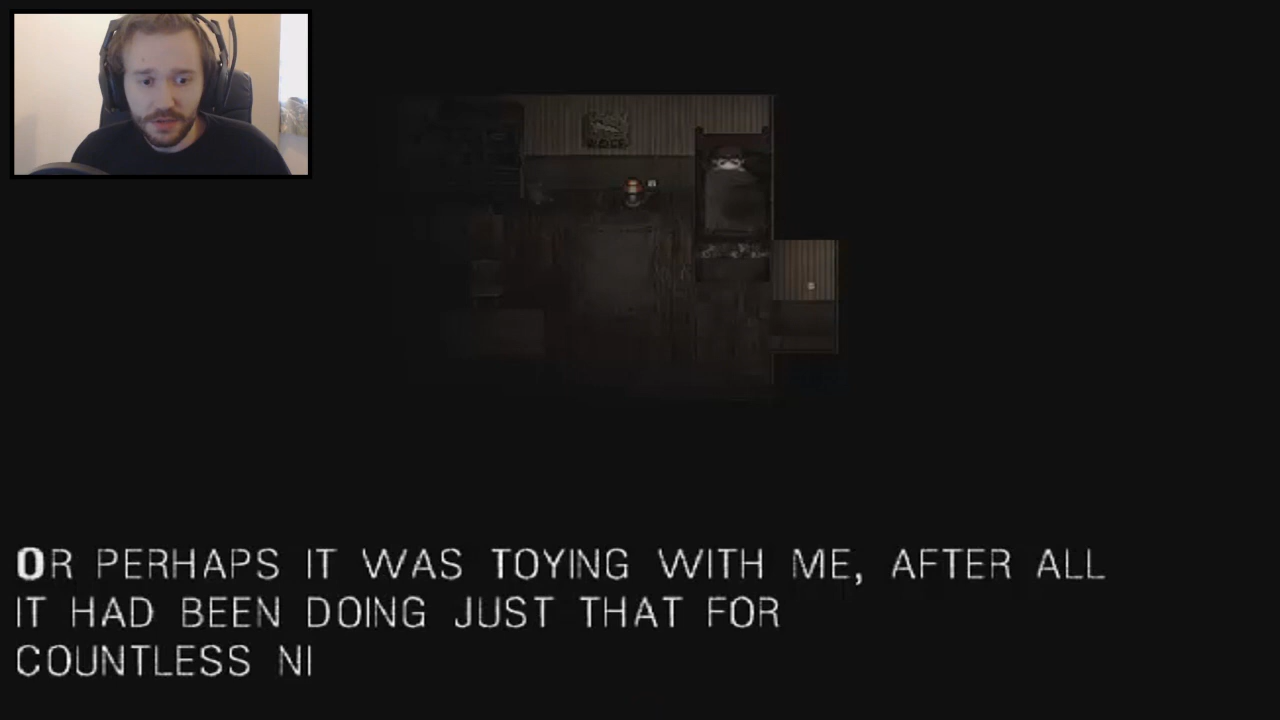 OR PERHAPS IT WAS TOYING WITH ME, AFTER ALL
IT HAD BEEN DOING JUST THAT FOR
COUNTLESS NI